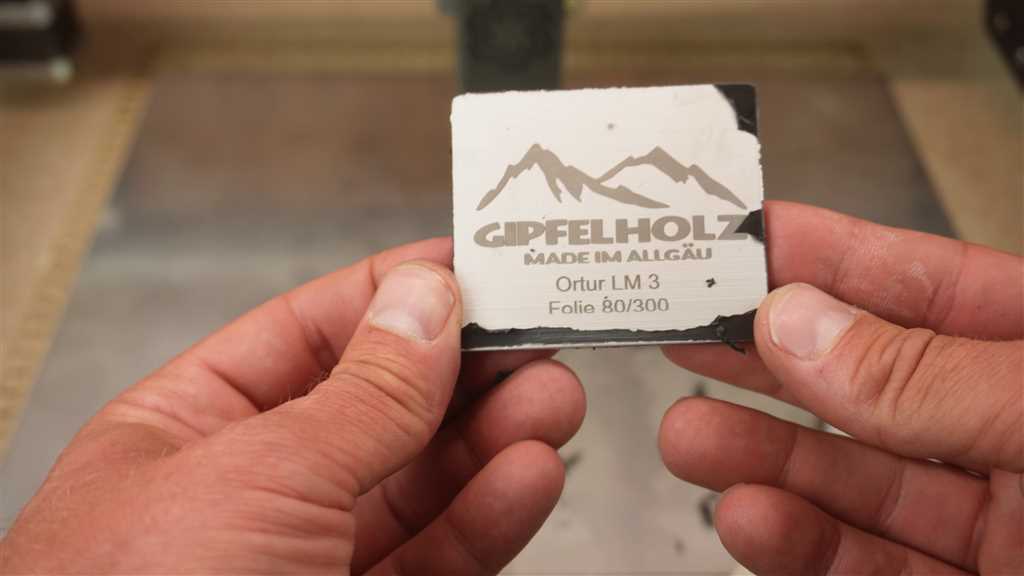 GIPFELHOLZ
MADE IM ALLGÄU
Ortur LM 3
Folie 80/300